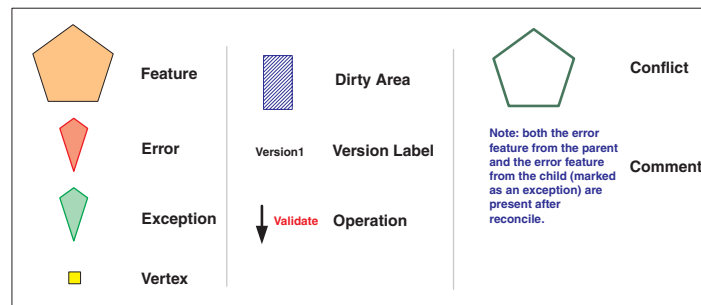 Feature
Error
Exception
Vertex
Dirty Area
Version1 Version Label
Validate Operation
Conflict
Note: both the error
feature from the parent
and the error feature
from the child (marked
as an exception) are
present after
reconcile.
Comment